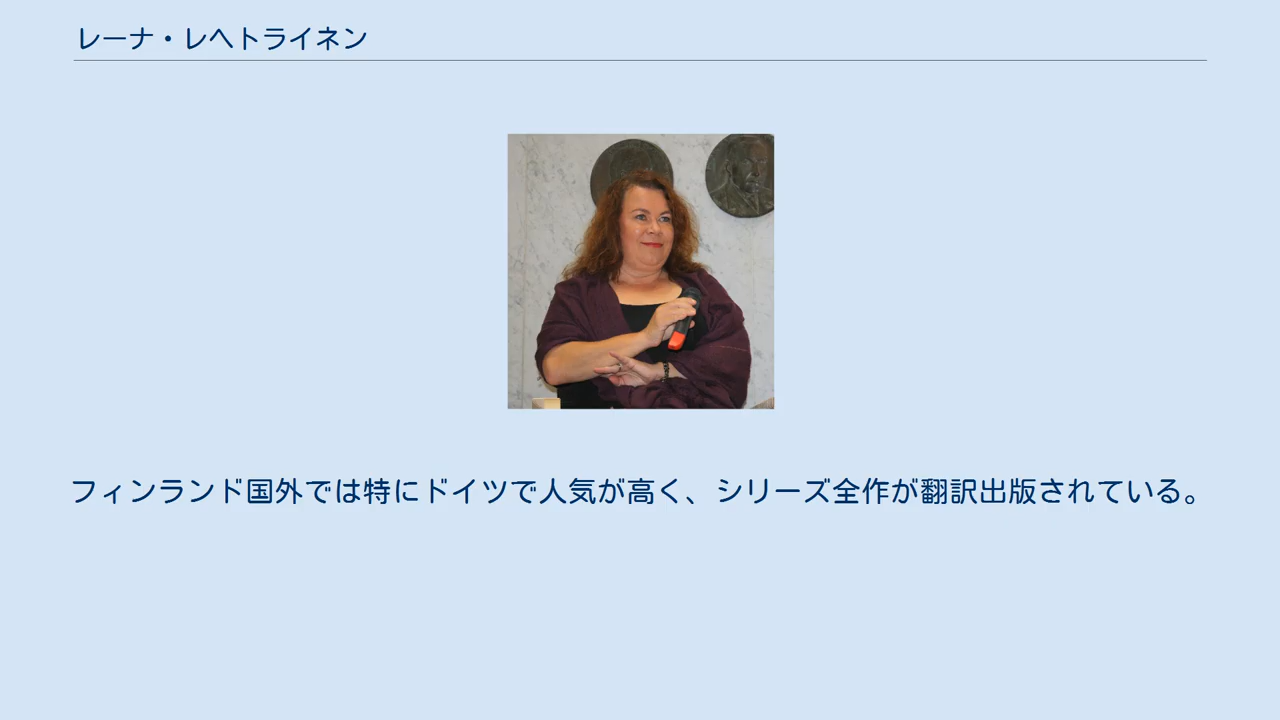 レーナ・レヘトライネン
フィンランド国外では特にドイツで人気が高く、シリーズ全作が翻訳出版されている。